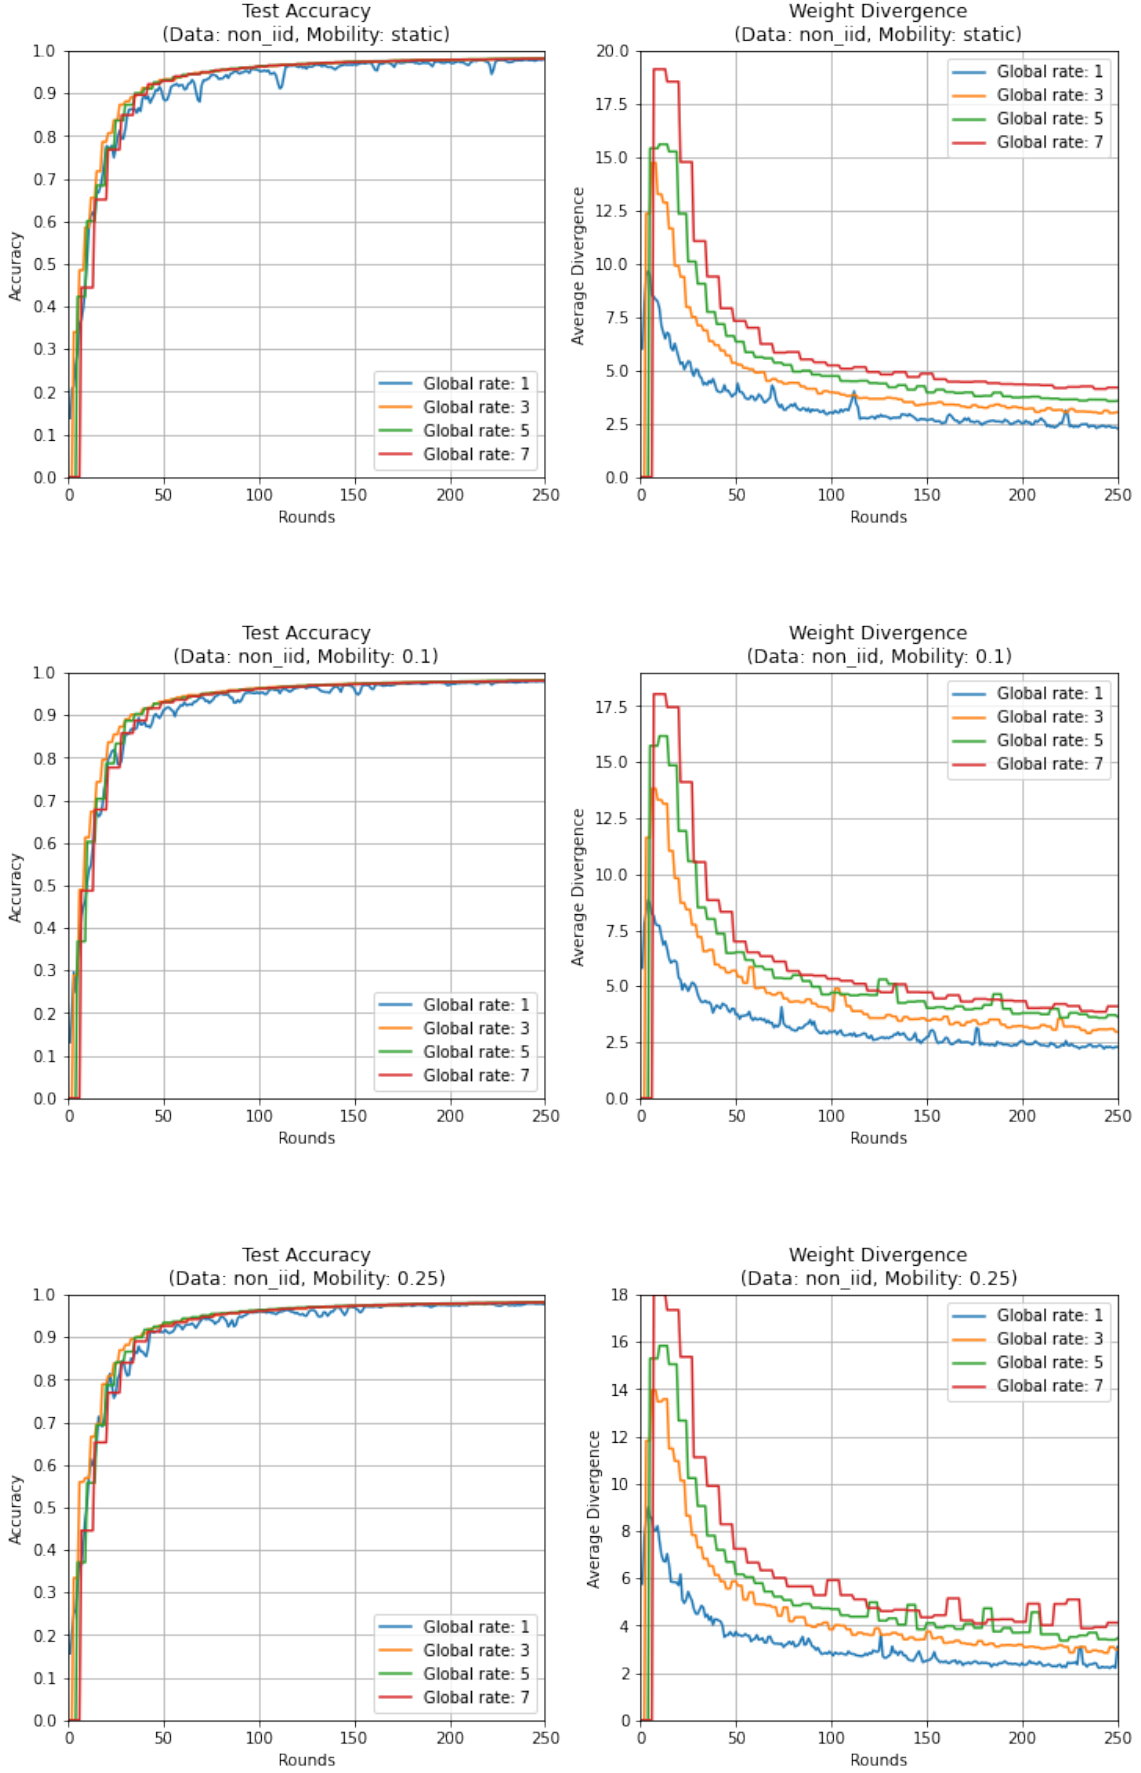 Test Accuracy
(Data: non_iid, Mobility: static)
1.0
0.9
0.8
0.7
0.6
0.5
0.4
0.3
0.2
0.1
0.0
Accuracy
0
50
100
150
200
250
Rounds
Global rate: 1
Global rate: 3
Global rate: 5
Global rate: 7
Weight Divergence
(Data: non_iid, Mobility: static)
20.0
17.5
15.0
12.5
10.0
7.5
5.0
2.5
0.0
Average Divergence
0
50
100
150
200
250
Rounds
Global rate: 1
Global rate: 3
Global rate: 5
Global rate: 7
Test Accuracy
(Data: non_iid, Mobility: 0.1)
1.0
0.9
0.8
0.7
0.6
0.5
0.4
0.3
0.2
0.1
0.0
Accuracy
0
50
100
150
200
250
Rounds
Global rate: 1
Global rate: 3
Global rate: 5
Global rate: 7
Weight Divergence
(Data: non_iid, Mobility: 0.1)
17.5
15.0
12.5
10.0
7.5
5.0
2.5
0.0
Average Divergence
0
50
100
150
200
250
Rounds
Global rate: 1
Global rate: 3
Global rate: 5
Global rate: 7
Test Accuracy
(Data: non_iid, Mobility: 0.25)
1.0
0.9
0.8
0.7
0.6
0.5
0.4
0.3
0.2
0.1
0.0
Accuracy
0
50
100
150
200
250
Rounds
Global rate: 1
Global rate: 3
Global rate: 5
Global rate: 7
Weight Divergence
(Data: non_iid, Mobility: 0.25)
18
16
14
12
10
8
6
4
2
0
Average Divergence
0
50
100
150
200
250
Rounds
Global rate: 1
Global rate: 3
Global rate: 5
Global rate: 7